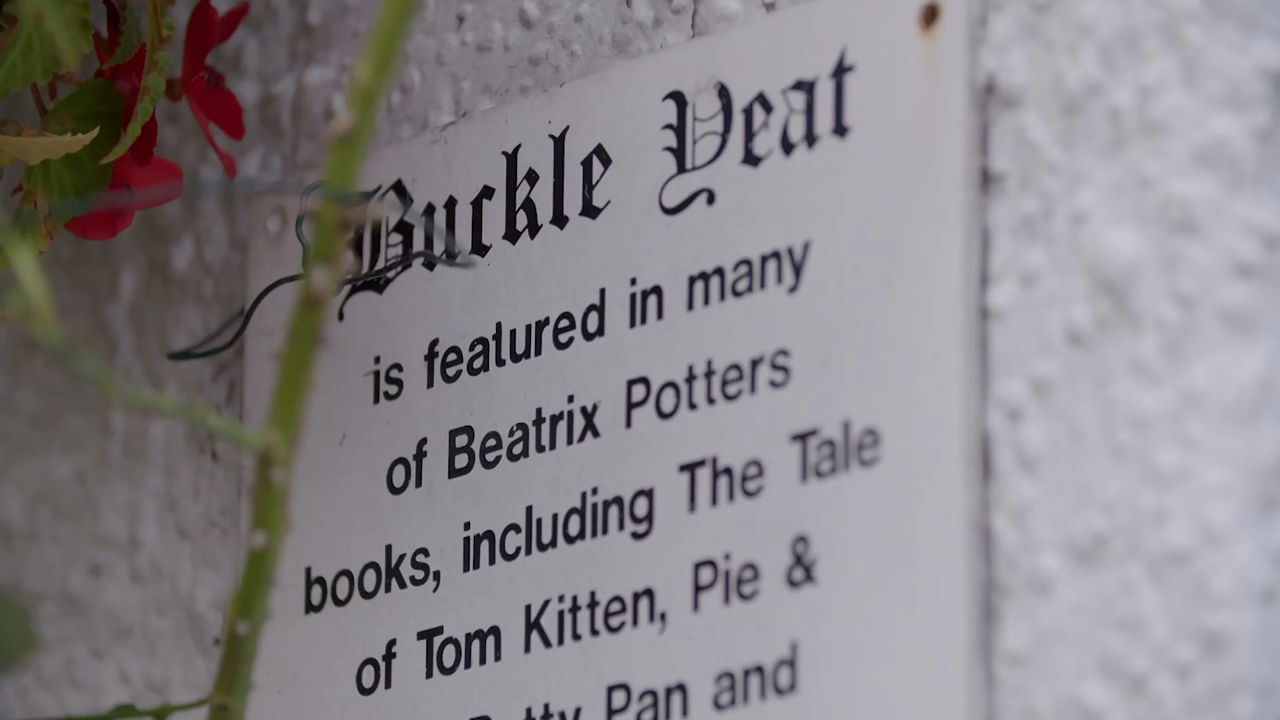 Buckle Yeat
is featured in many
of Beatrix Potters
books, including The Tale
of Tom Kitten, Pie &
Patty Pan and